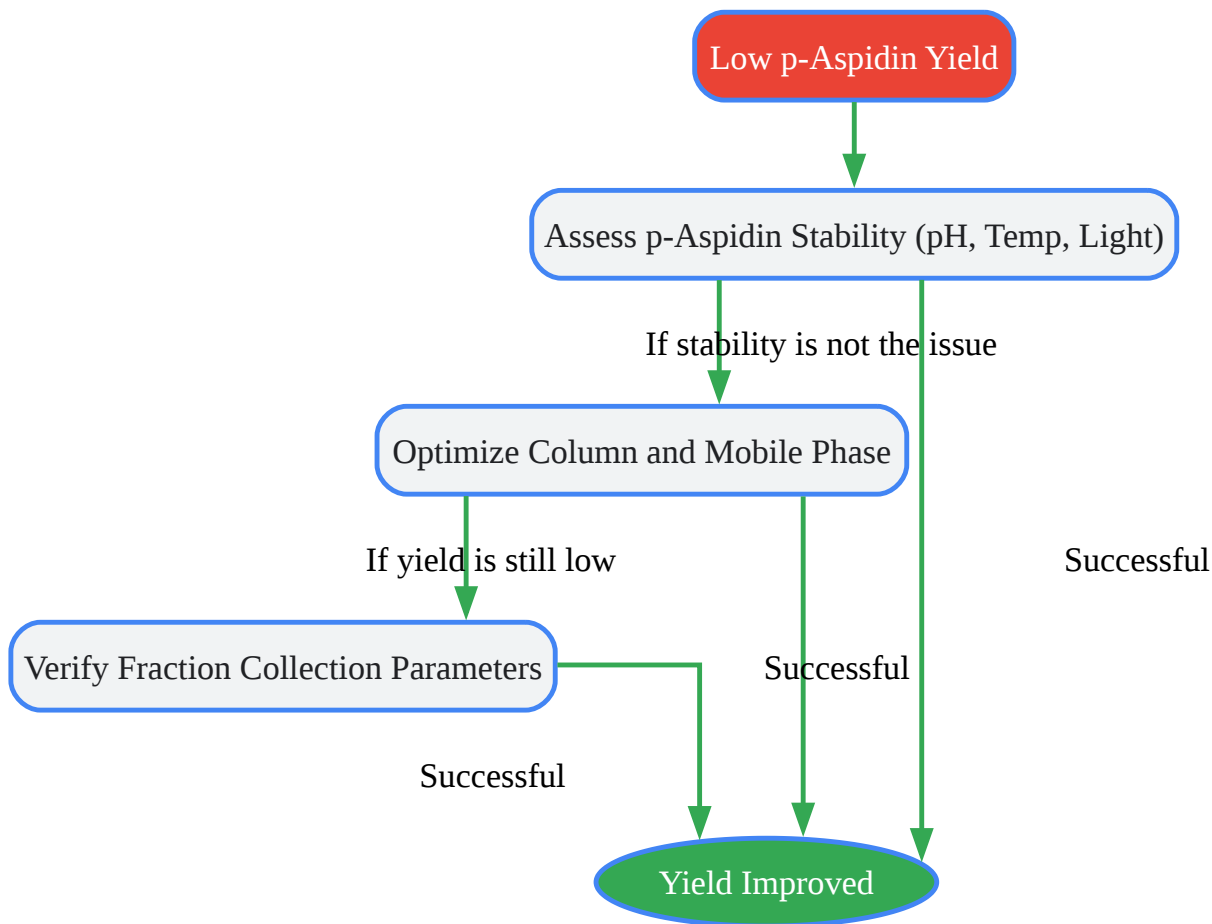 Low p-Aspidin Yield
Assess p-Aspidin Stability (pH, Temp, Light)
If stability is not the issue
Optimize Column and Mobile Phase
If yield is still low
Successful
Verify Fraction Collection Parameters
Successful
Successful
Yield Improved